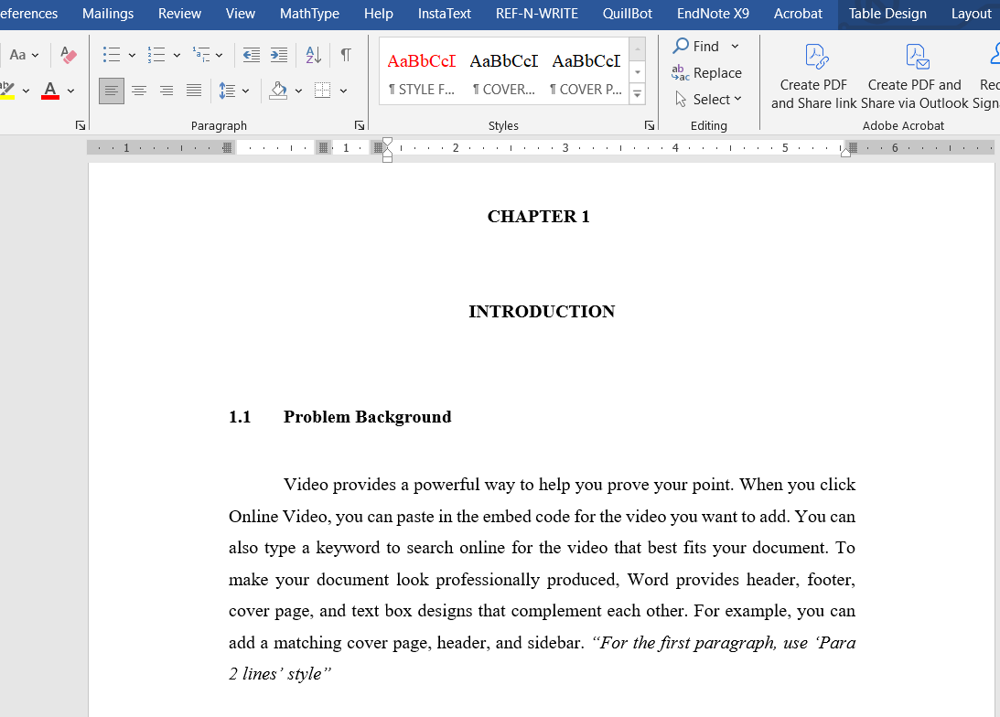 eferences Mailings Review View MathType Help InstaText REF-N-WRITE QuillBot EndNote X9 Acrobat Table Design Layout
Aa
A
ab
A
Paragraph
AaBbCcI AaBbCcI AaBbCcI
¶ STYLE F... ¶ COVER... ¶ COVER P...
Styles
Find
Replace
Select
Editing
Create PDF Create PDF and Rec
and Share link Share via Outlook Sign
Adobe Acrobat
1 1 2 3 4 5 6
CHAPTER 1
INTRODUCTION
1.1 Problem Background
Video provides a powerful way to help you prove your point. When you click
Online Video, you can paste in the embed code for the video you want to add. You can
also type a keyword to search online for the video that best fits your document. To
make your document look professionally produced, Word provides header, footer,
cover page, and text box designs that complement each other. For example, you can
add a matching cover page, header, and sidebar. “For the first paragraph, use ‘Para
2 lines’ style”